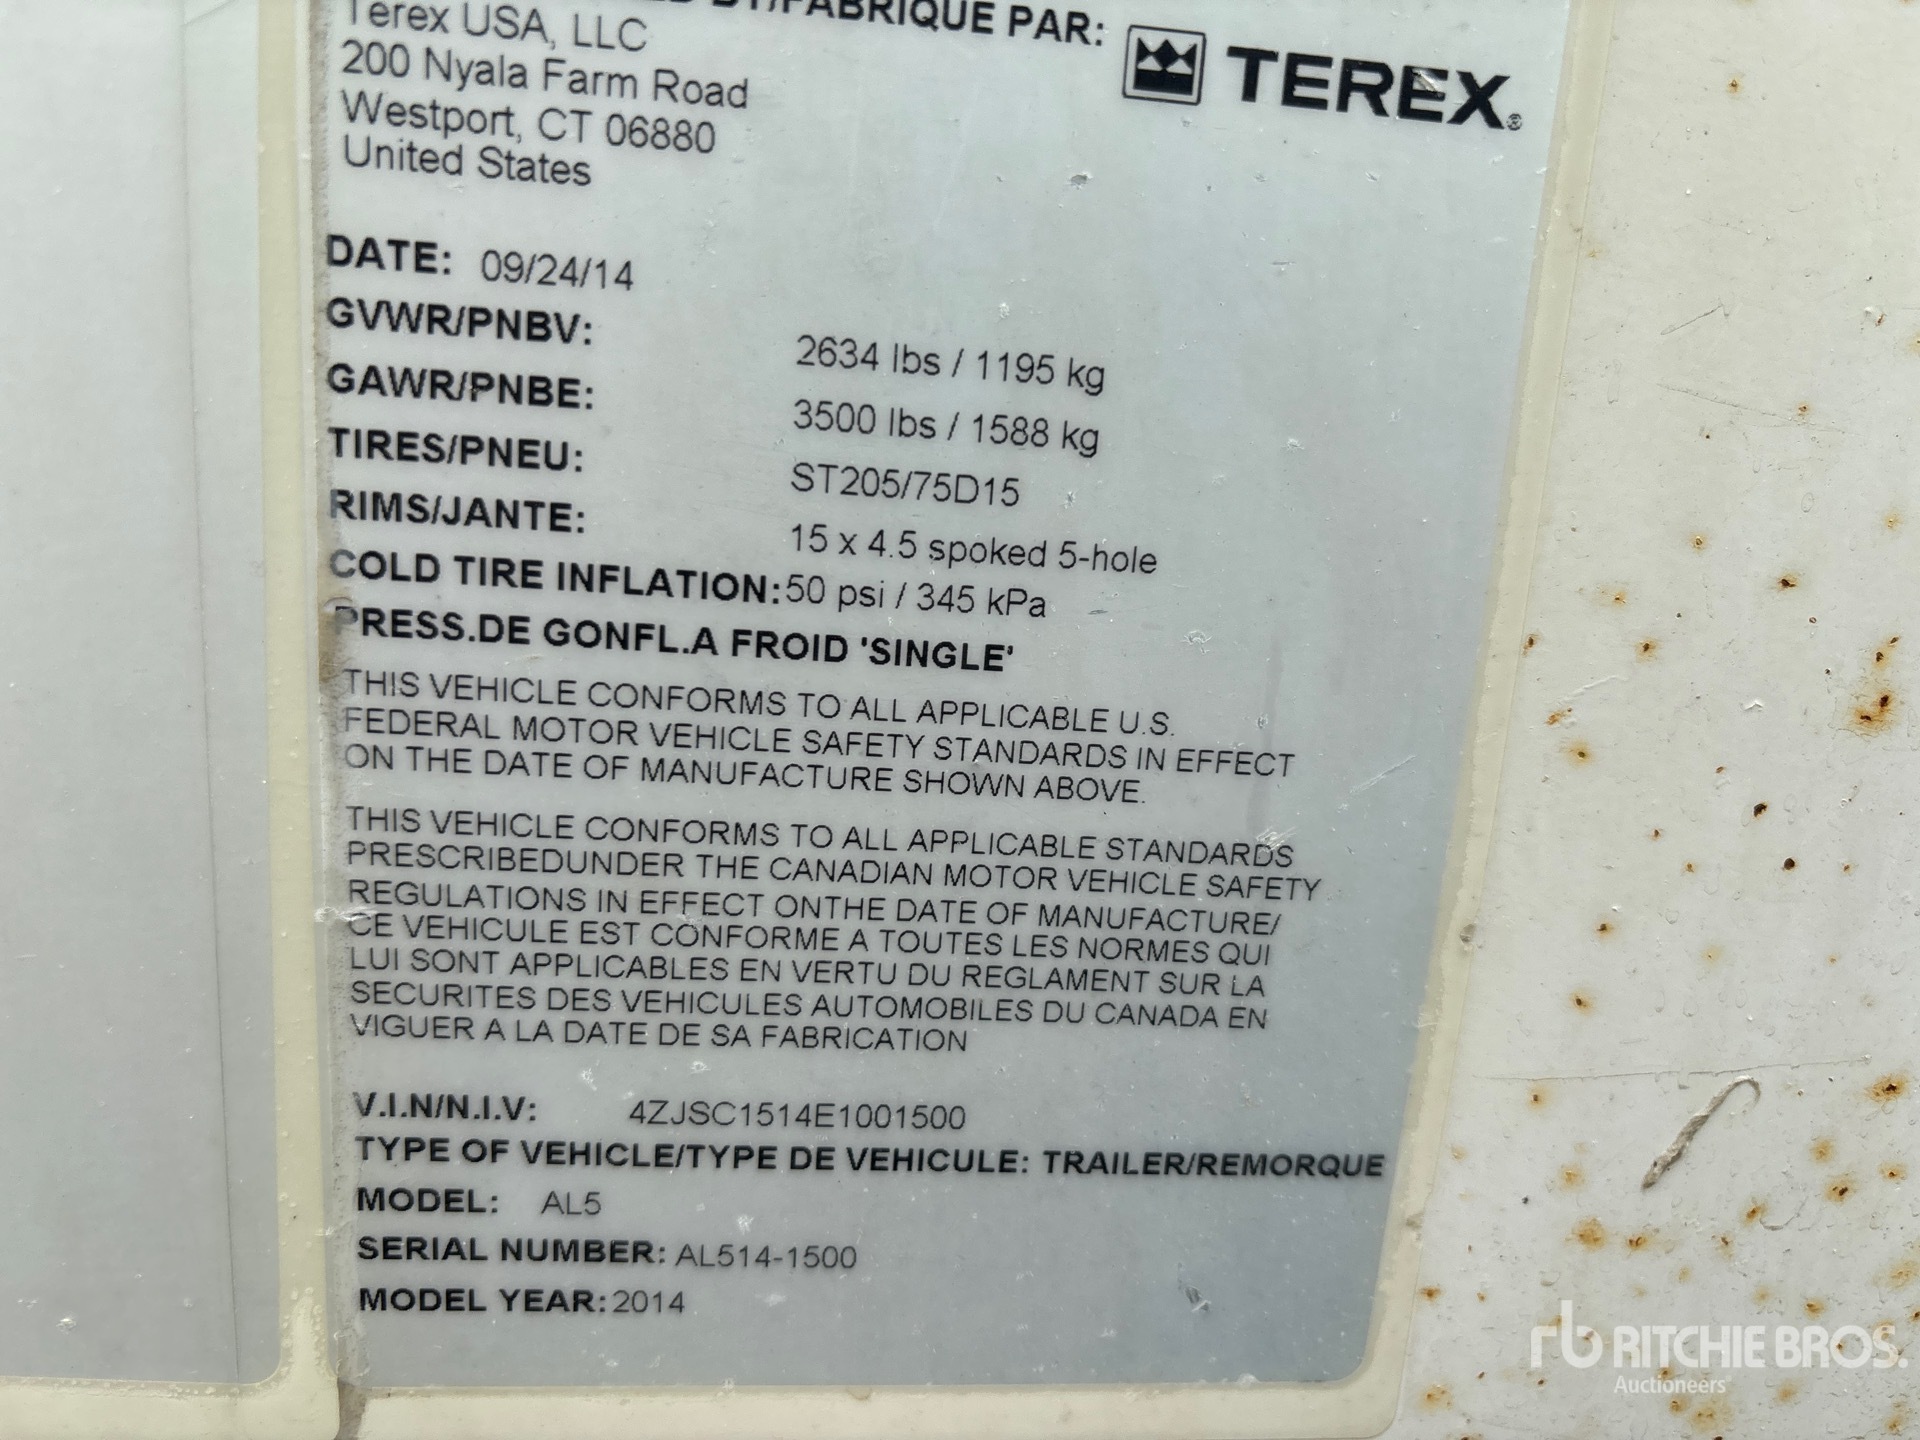 BY/FABRIQUE PAR:
TEREX®
Terex USA, LLC
200 Nyala Farm Road
Westport, CT 06880
United States
DATE: 09/24/14
GVWR/PNBV: 2634 lbs / 1195 kg
GAWR/PNBE: 3500 lbs / 1588 kg
TIRES/PNEU: ST205/75D15
RIMS/JANTE: 15 x 4.5 spoked 5-hole
COLD TIRE INFLATION: 50 psi / 345 kPa
PRESS.DE GONFL.A FROID 'SINGLE'
THIS VEHICLE CONFORMS TO ALL APPLICABLE U.S.
FEDERAL MOTOR VEHICLE SAFETY STANDARDS IN EFFECT
ON THE DATE OF MANUFACTURE SHOWN ABOVE.
THIS VEHICLE CONFORMS TO ALL APPLICABLE STANDARDS
PRESCRIBEDUNDER THE CANADIAN MOTOR VEHICLE SAFETY
REGULATIONS IN EFFECT ONTHE DATE OF MANUFACTURE/
CE VEHICULE EST CONFORME A TOUTES LES NORMES QUI
LUI SONT APPLICABLES EN VERTU DU REGLAMENT SUR LA
SECURITES DES VEHICULES AUTOMOBILES DU CANADA EN
VIGUER A LA DATE DE SA FABRICATION
V.I.N/N.I.V: 4ZJSC1514E1001500
TYPE OF VEHICLE/TYPE DE VEHICULE: TRAILER/REMORQUE
MODEL: AL5
SERIAL NUMBER: AL514-1500
MODEL YEAR: 2014
rb RITCHIE BROS.
Auctioneers